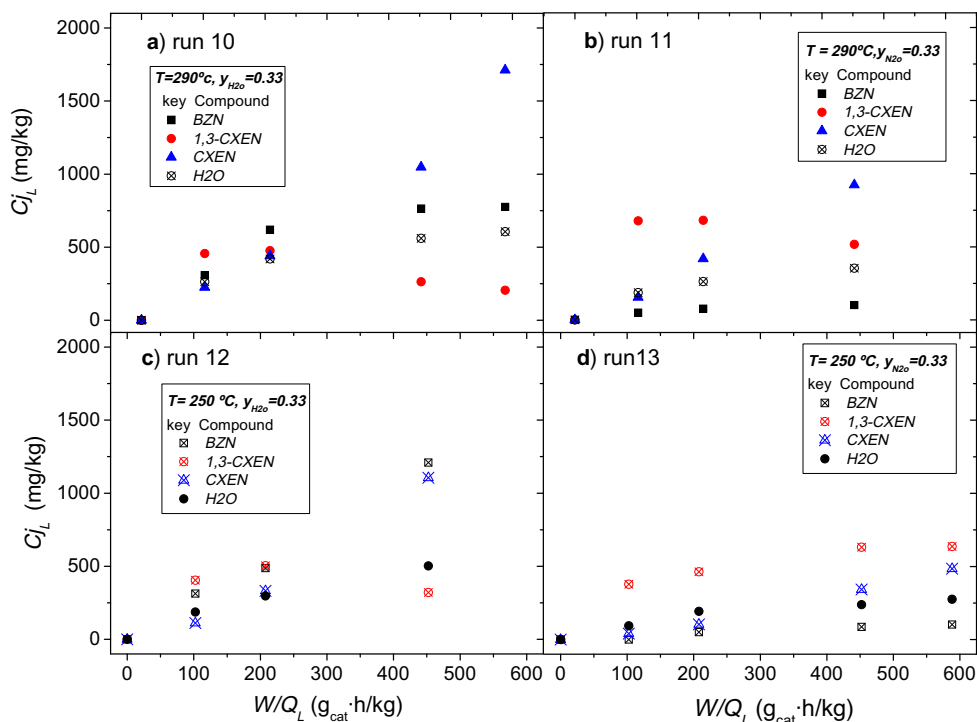 a) run 10
T=290ºc, y_H2o=0.33
key Compound
BZN
1,3-CXEN
CXEN
H2O
2000
1500
1000
500
0
Cj_L (mg/kg)
b) run 11
T = 290ºC, y_N2o=0.33
key Compound
BZN
1,3-CXEN
CXEN
H2O
c) run 12
T= 250 ºC, y_H2o=0.33
key Compound
BZN
1,3-CXEN
CXEN
H2O
2000
1500
1000
500
0
Cj_L (mg/kg)
0 100 200 300 400 500 600
W/Q_L (g_cat·h/kg)
d) run13
T= 250 ºC, y_N2o=0.33
key Compound
BZN
1,3-CXEN
CXEN
H2O
0 100 200 300 400 500 600
W/Q_L (g_cat·h/kg)